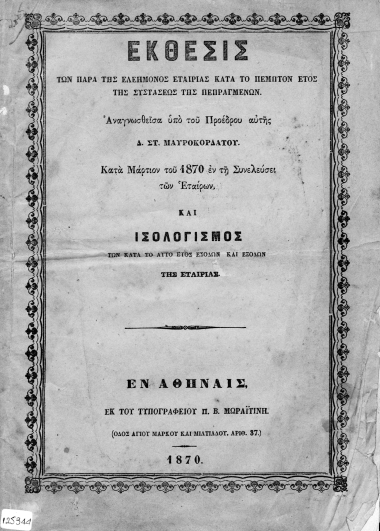 ΕΚΘΕΣΙΣ
ΤΩΝ ΠΑΡΑ ΤΗΣ ΕΛΕΗΜΟΝΟΣ ΕΤΑΙΡΙΑΣ ΚΑΤΑ ΤΟ ΠΕΜΠΤΟΝ ΕΤΟΣ
ΤΗΣ ΣΥΣΤΑΣΕΩΣ ΤΗΣ ΠΕΠΡΑΓΜΕΝΩΝ.
Ἀναγνωσθεῖσα ὑπὸ τοῦ Προέδρου αὐτῆς
Δ. ΣΤ. ΜΑΥΡΟΚΟΡΔΑΤΟΥ.
Κατὰ Μάρτιον τοῦ 1870 ἐν τῇ Συνελεύσει
τῶν Ἑταίρων,
ΚΑΙ
ΙΣΟΛΟΓΙΣΜΟΣ
ΤΩΝ ΚΑΤΑ ΤΟ ΑΥΤΟ ΕΤΟΣ ΕΣΟΔΩΝ ΚΑΙ ΕΞΟΔΩΝ
ΤΗΣ ΕΤΑΙΡΙΑΣ.
ΕΝ ΑΘΗΝΑΙΣ,
ΕΚ ΤΟΥ ΤΥΠΟΓΡΑΦΕΙΟΥ Π. Β. ΜΩΡΑΪΤΙΝΗ.
(ΟΔΟΣ ΑΓΙΟΥ ΜΑΡΚΟΥ ΚΑΙ ΜΙΛΤΙΑΔΟΥ. ΑΡΙΘ. 37.)
1870.